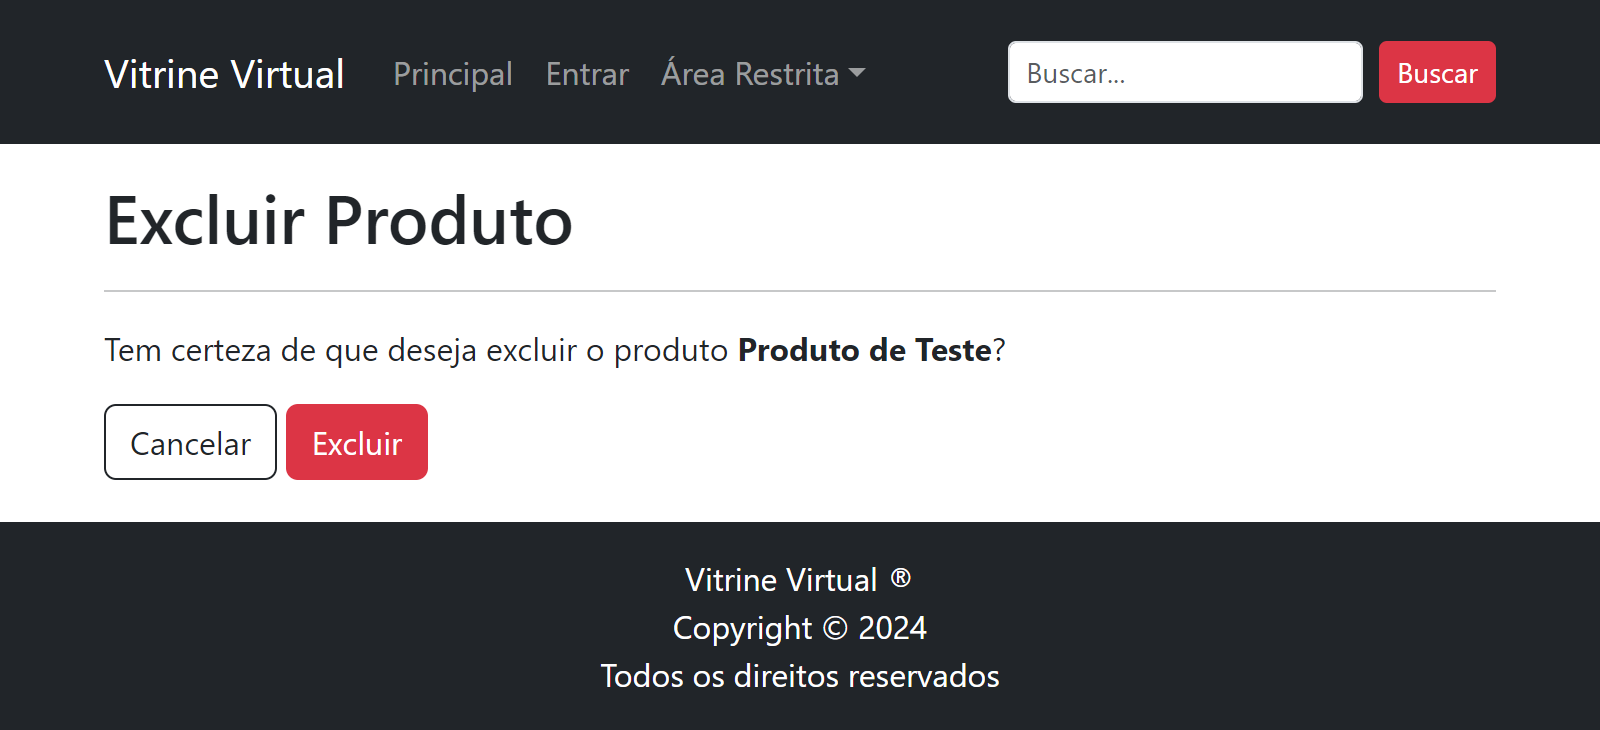 Vitrine Virtual Principal Entrar Área Restrita Buscar... Buscar
Excluir Produto
Tem certeza de que deseja excluir o produto Produto de Teste?
Cancelar Excluir
Vitrine Virtual ®
Copyright © 2024
Todos os direitos reservados